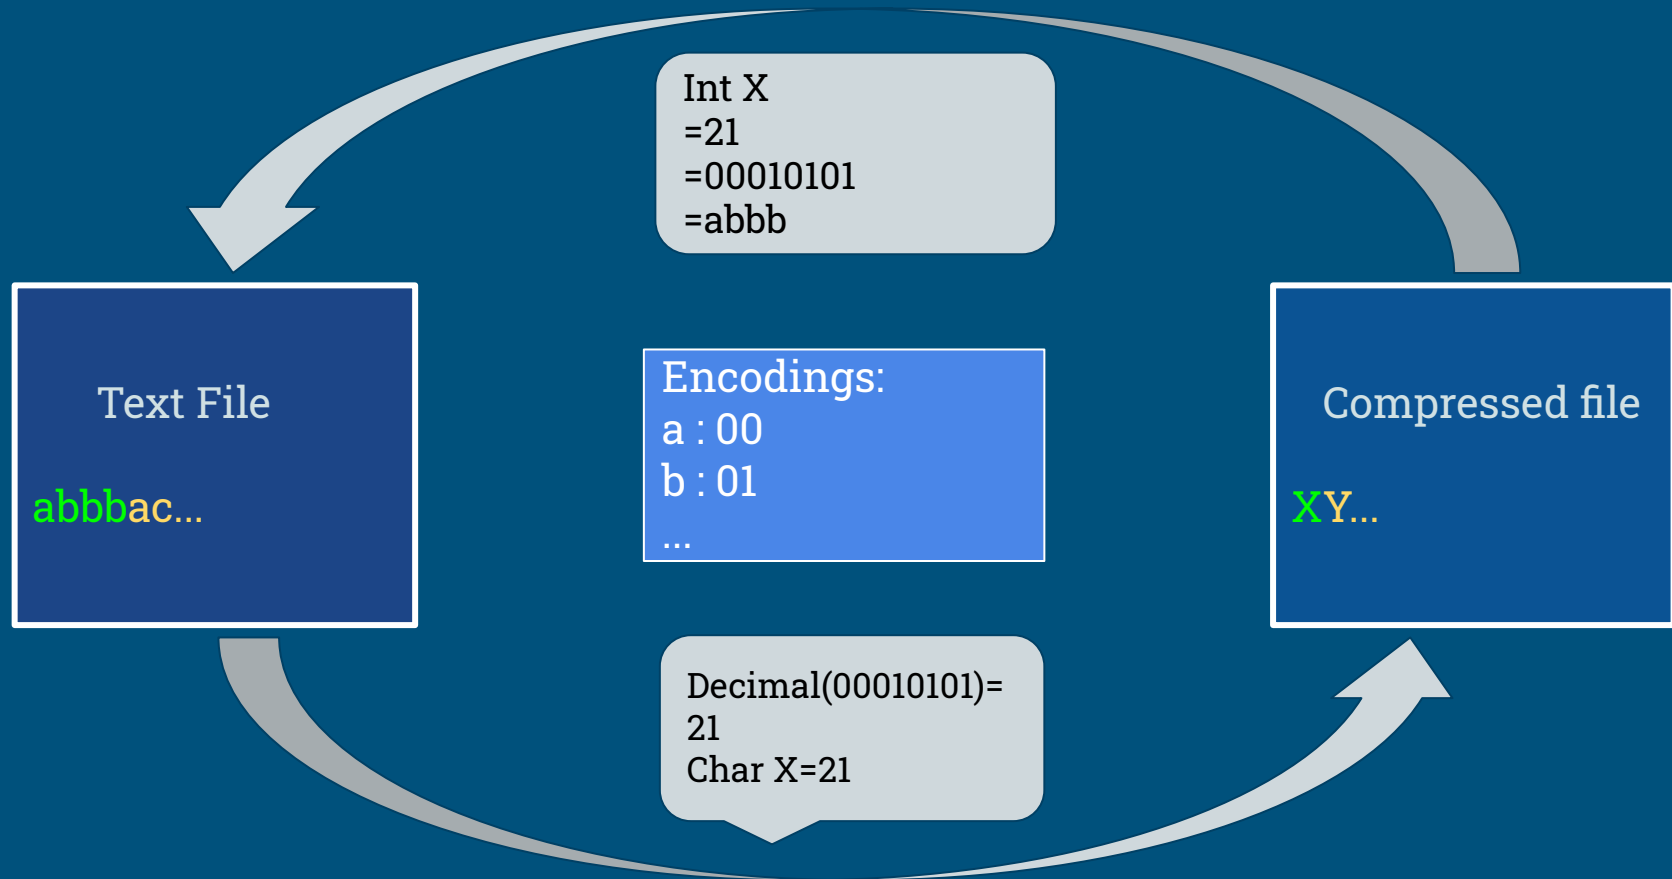 Int X
=21
=00010101
=abbb
Text File
abbbac...
Encodings:
a : 00
b : 01
...
Compressed file
XY...
Decimal(00010101)=
21
Char X=21